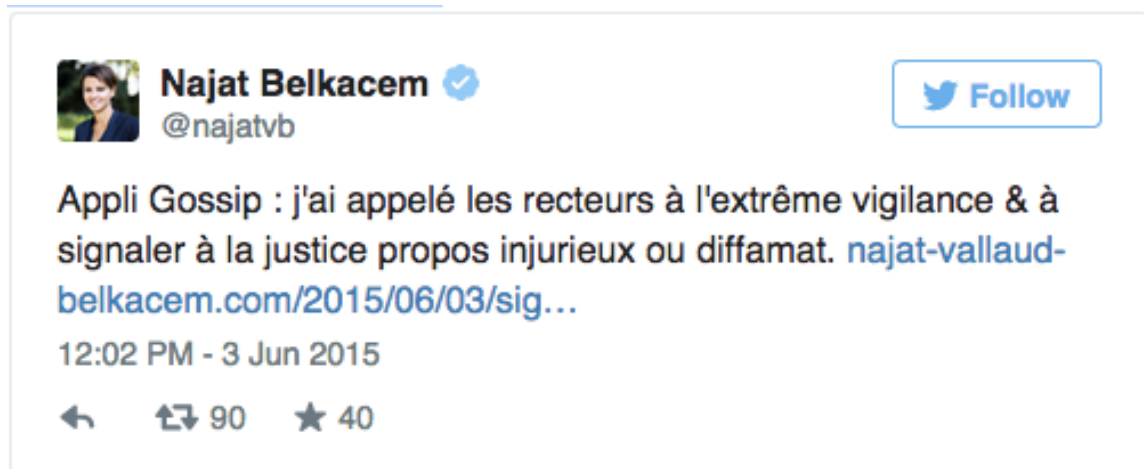 Najat Belkacem
@najatvb
Follow
Appli Gossip : j'ai appelé les recteurs à l'extrême vigilance & à
signaler à la justice propos injurieux ou diffamat. najat-vallaud-
belkacem.com/2015/06/03/sig…
12:02 PM - 3 Jun 2015
90 40